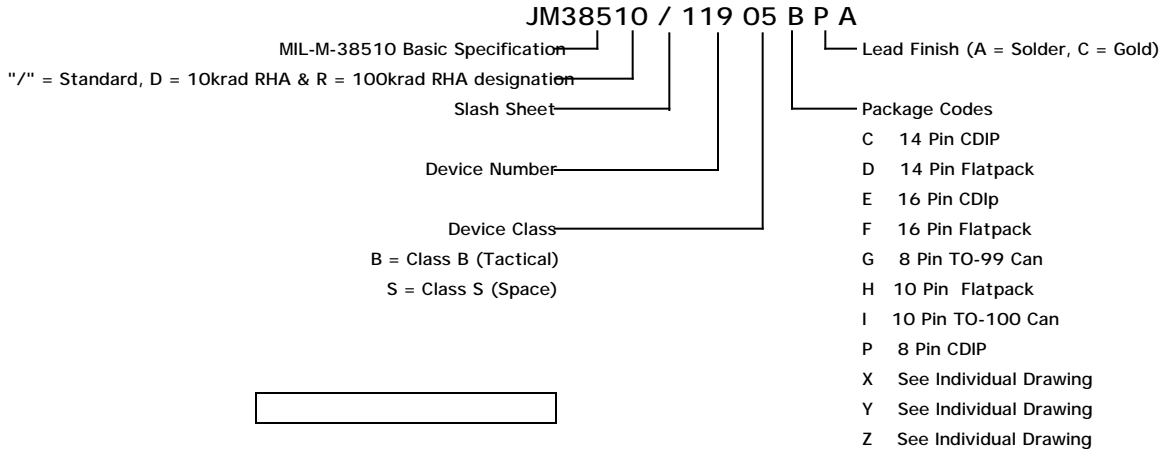 JM38510 / 119 05 B P A
MIL-M-38510 Basic Specification
Lead Finish (A = Solder, C = Gold)
"/" = Standard, D = 10krad RHA & R = 100krad RHA designation
Slash Sheet
Package Codes
C 14 Pin CDIP
D 14 Pin Flatpack
Device Number
E 16 Pin CDIp
Device Class
F 16 Pin Flatpack
B = Class B (Tactical)
G 8 Pin TO-99 Can
S = Class S (Space)
H 10 Pin Flatpack
I 10 Pin TO-100 Can
P 8 Pin CDIP
X See Individual Drawing
Y See Individual Drawing
Z See Individual Drawing